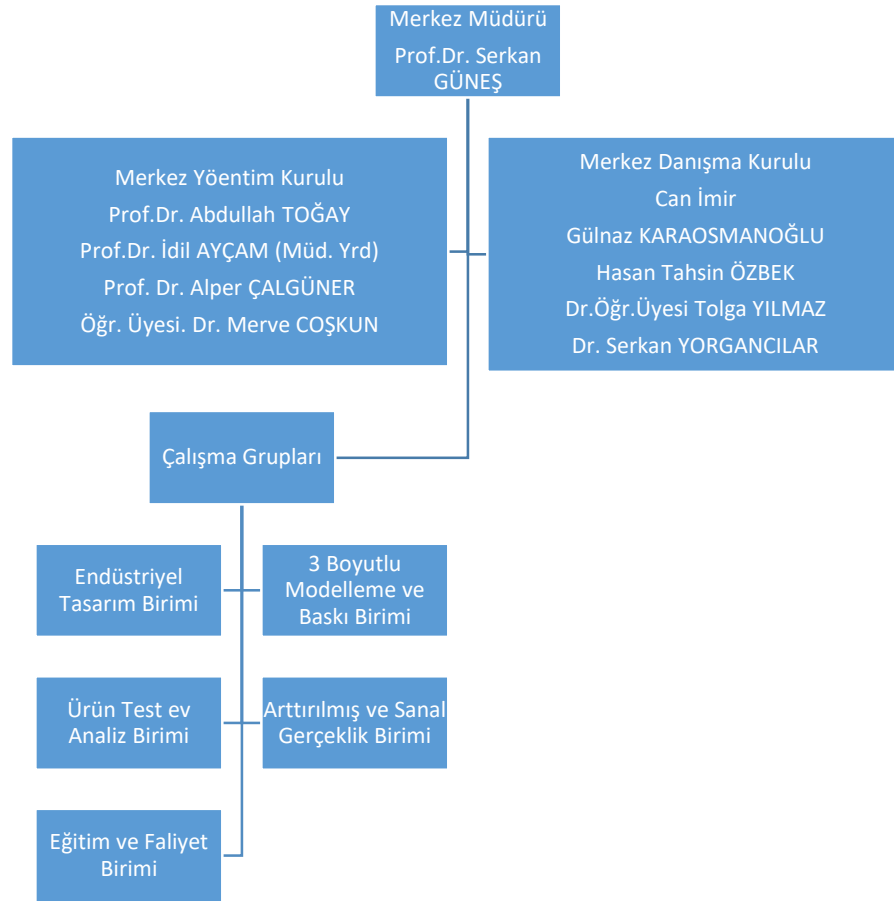 Merkez Müdürü
Prof.Dr. Serkan
GÜNEŞ
Merkez Yöentim Kurulu
Prof.Dr. Abdullah TOĞAY
Prof.Dr. İdil AYÇAM (Müd. Yrd)
Prof. Dr. Alper ÇALGÜNER
Öğr. Üyesi. Dr. Merve COŞKUN
Merkez Danışma Kurulu
Can İmir
Gülnaz KARAOSMANOĞLU
Hasan Tahsin ÖZBEK
Dr.Öğr.Üyesi Tolga YILMAZ
Dr. Serkan YORGANCILAR
Çalışma Grupları
Endüstriyel
Tasarım Birimi
3 Boyutlu
Modelleme ve
Baskı Birimi
Ürün Test ev
Analiz Birimi
Arttırılmış ve Sanal
Gerçeklik Birimi
Eğitim ve Faliyet
Birimi